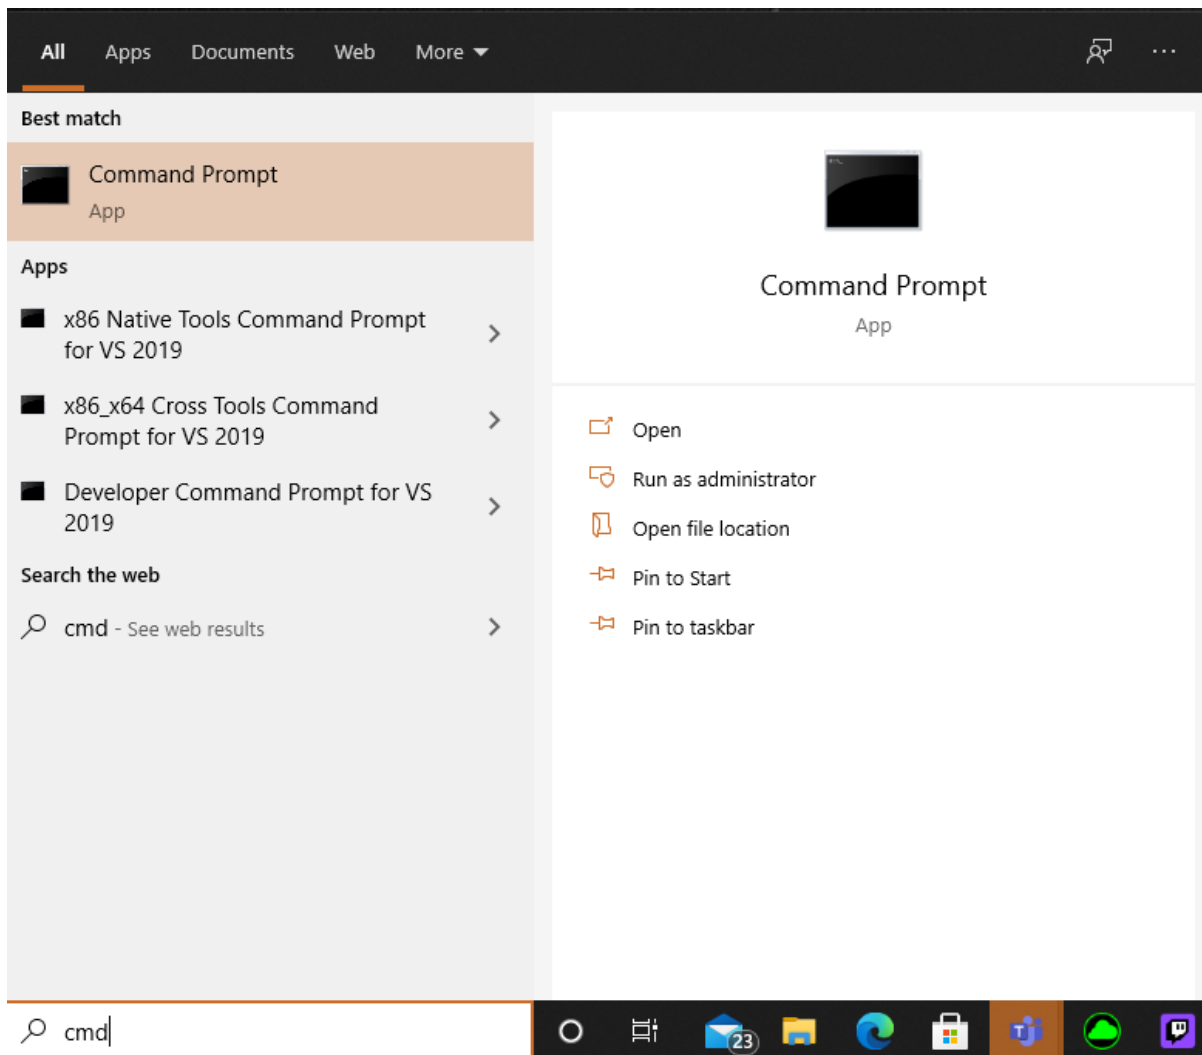 All Apps Documents Web More
Best match
Command Prompt
App
Apps
x86 Native Tools Command Prompt
for VS 2019
x86_x64 Cross Tools Command
Prompt for VS 2019
Developer Command Prompt for VS
2019
Search the web
cmd - See web results
Command Prompt
App
Open
Run as administrator
Open file location
Pin to Start
Pin to taskbar
cmd
23